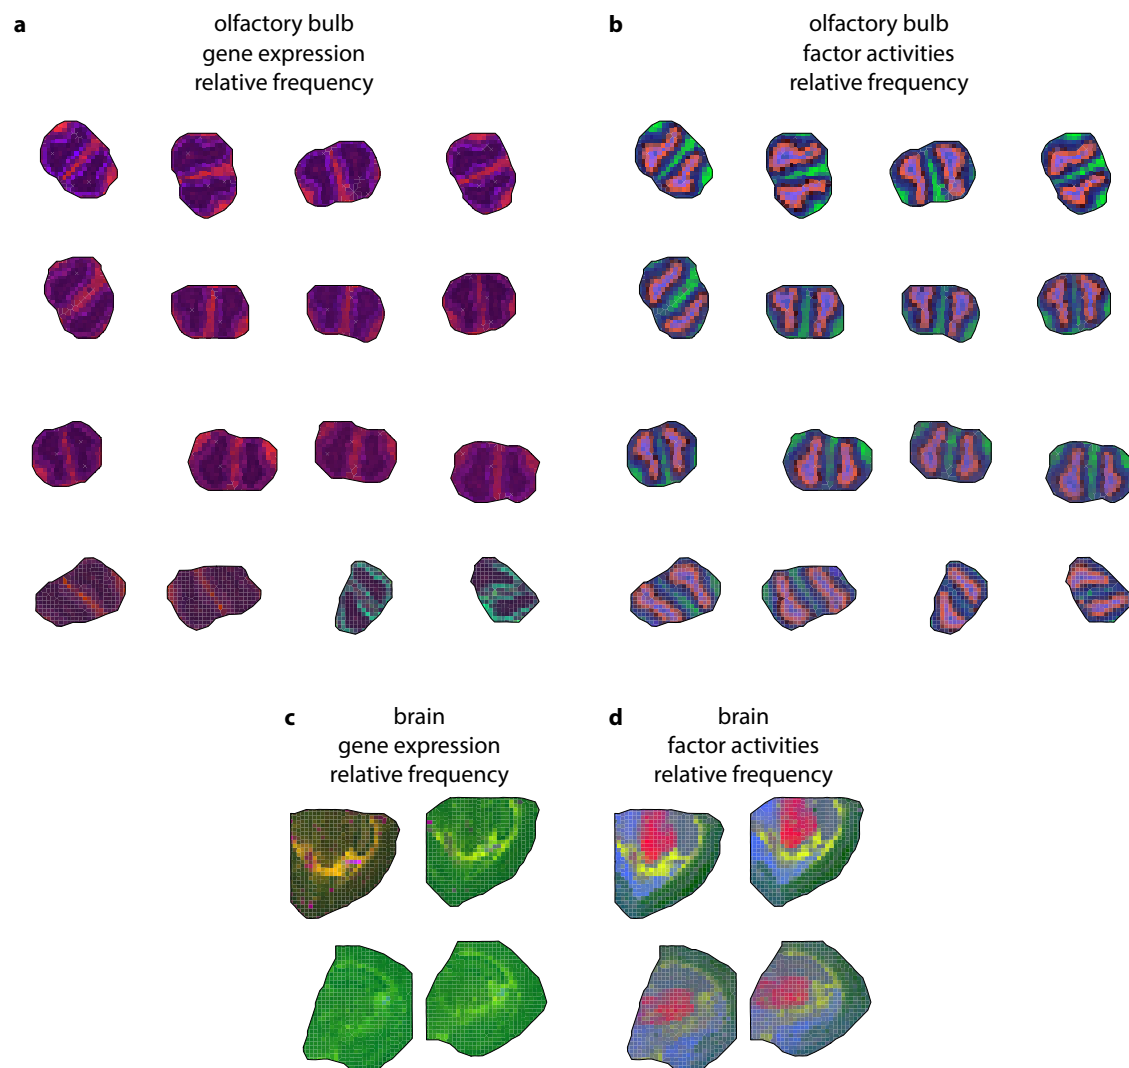 a
olfactory bulb
gene expression
relative frequency
b
olfactory bulb
factor activities
relative frequency
c
brain
gene expression
relative frequency
d
brain
factor activities
relative frequency